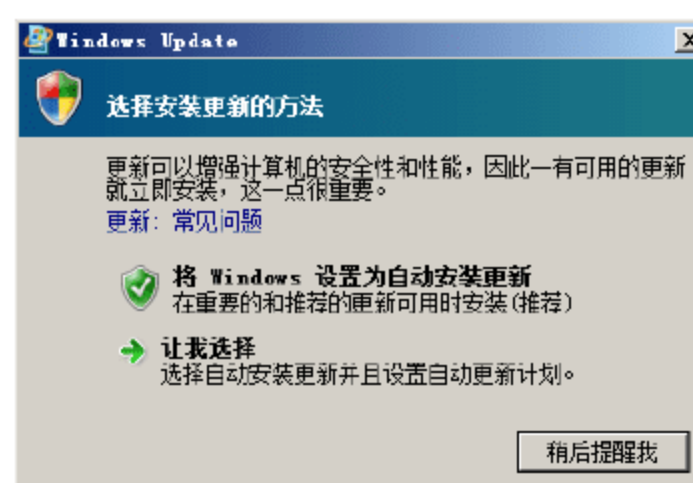 Windows Update
选择安装更新的方法
更新可以增强计算机的安全性和性能，因此一有可用的更新
就立即安装，这一点很重要。
更新：常见问题
将 Windows 设置为自动安装更新
在重要的和推荐的更新可用时安装(推荐)
让我选择
选择自动安装更新并且设置自动更新计划。
稍后提醒我